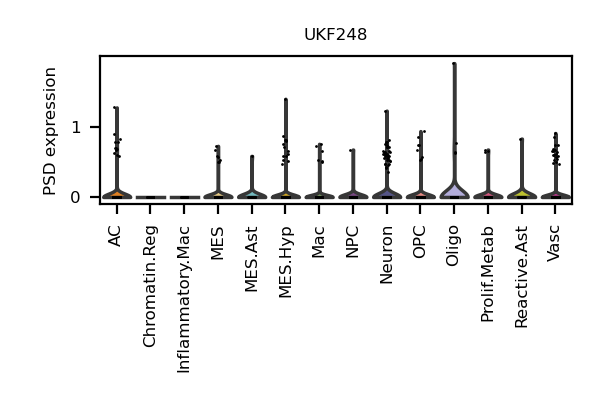 UKF248
PSD expression
1
0
AC
Chromatin.Reg
Inflammatory.Mac
MES
MES.Ast
MES.Hyp
Mac
NPC
Neuron
OPC
Oligo
Prolif.Metab
Reactive.Ast
Vasc